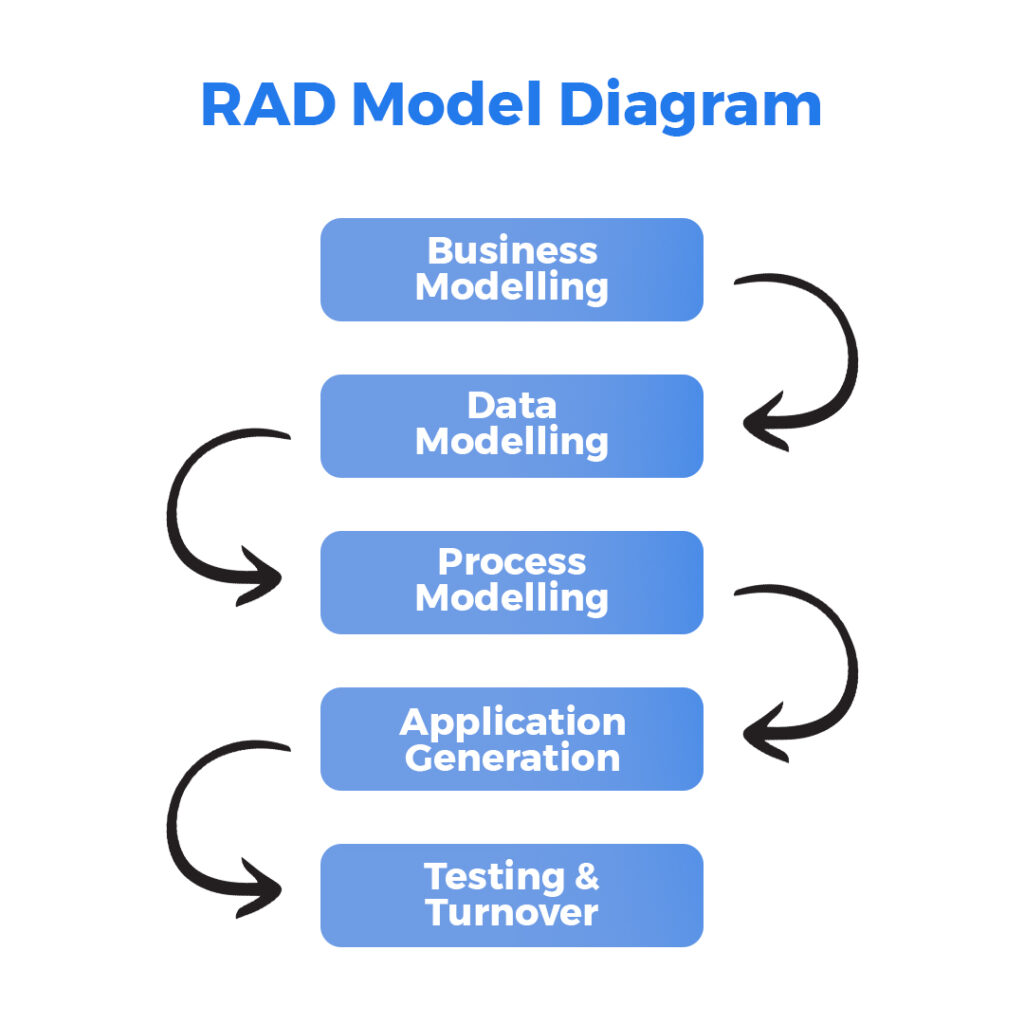 RAD Model Diagram
Business
Modelling
Data
Modelling
Process
Modelling
Application
Generation
Testing &
Turnover